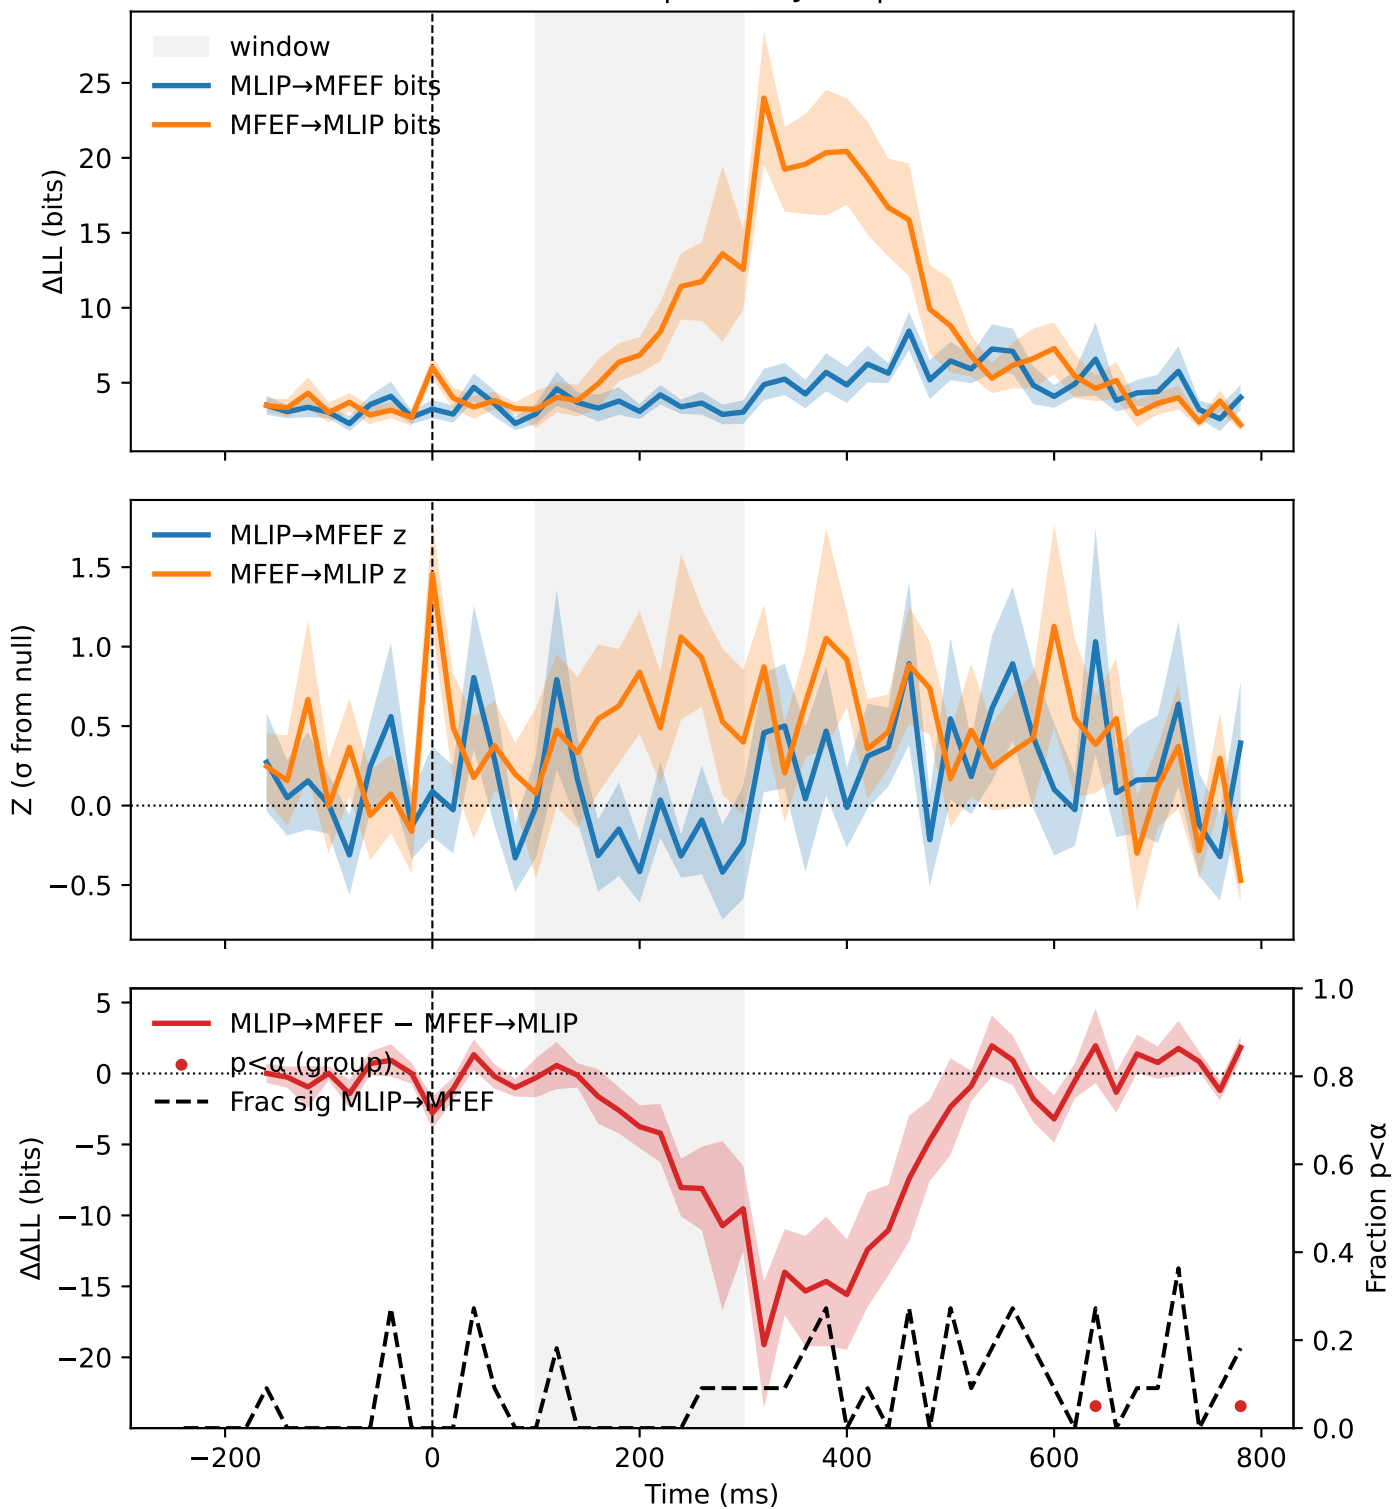 window
MLIP→MFEF bits
MFEF→MLIP bits
25
20
15
10
5
ΔLL (bits)
MLIP→MFEF z
MFEF→MLIP z
1.5
1.0
0.5
0.0
−0.5
Z (σ from null)
MLIP→MFEF − MFEF→MLIP
p<α (group)
Frac sig MLIP→MFEF
5
0
−5
−10
−15
−20
ΔΔLL (bits)
1.0
0.8
0.6
0.4
0.2
0.0
Fraction p<α
−200 0 200 400 600 800
Time (ms)